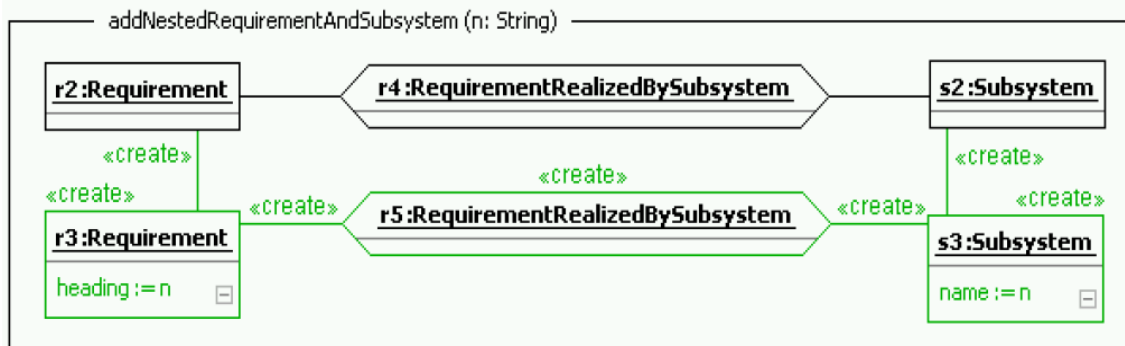 addNestedRequirementAndSubsystem (n: String)
r2:Requirement
r4:RequirementRealizedBySubsystem
s2:Subsystem
«create»
«create»
«create»
«create»
«create»
«create»
«create»
r3:Requirement
r5:RequirementRealizedBySubsystem
s3:Subsystem
heading := n
name := n